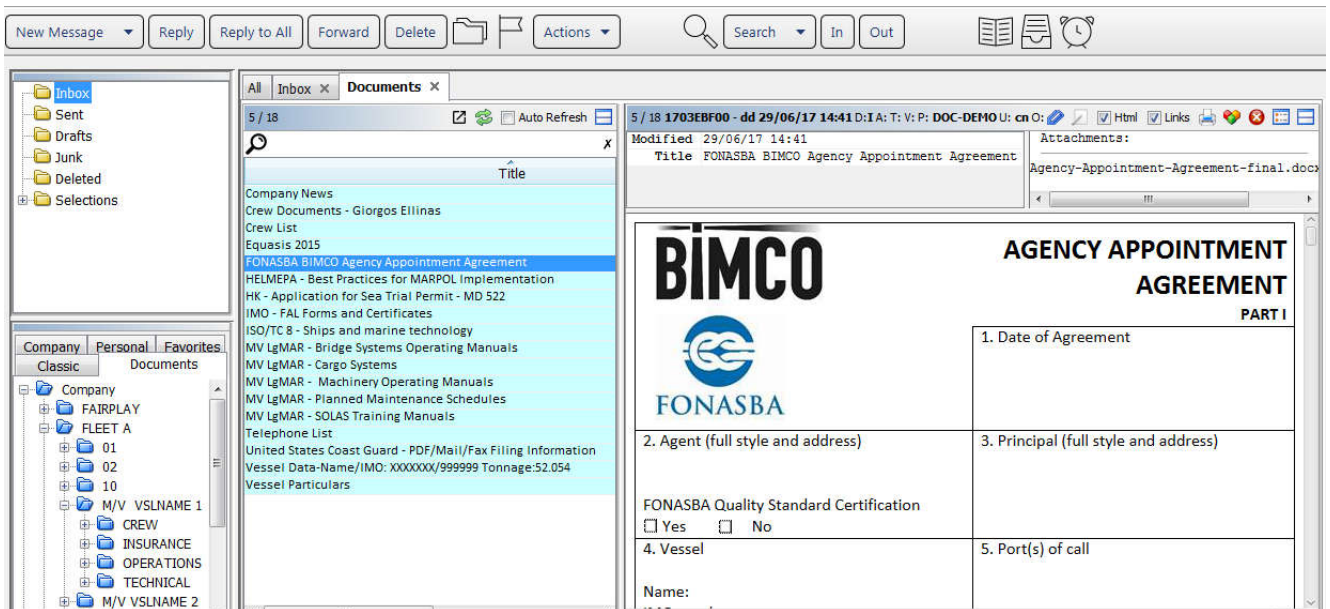 New Message Reply Reply to All Forward Delete Actions Search In Out
Inbox
Sent
Drafts
Junk
Deleted
Selections
Company Personal Favorites
Classic Documents
Company
FAIRPLAY
FLEET A
01
02
10
M/V VSLNAME 1
CREW
INSURANCE
OPERATIONS
TECHNICAL
M/V VSLNAME 2
All Inbox × Documents ×
5 / 18 Auto Refresh
x
Title
Company News
Crew Documents - Giorgos Ellinas
Crew List
Equasis 2015
FONASBA BIMCO Agency Appointment Agreement
HELMEPA - Best Practices for MARPOL Implementation
HK - Application for Sea Trial Permit - MD 522
IMO - FAL Forms and Certificates
ISO/TC 8 - Ships and marine technology
MV LgMAR - Bridge Systems Operating Manuals
MV LgMAR - Cargo Systems
MV LgMAR - Machinery Operating Manuals
MV LgMAR - Planned Maintenance Schedules
MV LgMAR - SOLAS Training Manuals
Telephone List
United States Coast Guard - PDF/Mail/Fax Filing Information
Vessel Data-Name/IMO: XXXXXXX/999999 Tonnage:52.054
Vessel Particulars
5 / 18 1703EBF00 - dd 29/06/17 14:41 D:I A: T: V: P: DOC-DEMO U: cn O: Html Links
Modified 29/06/17 14:41
Title FONASBA BIMCO Agency Appointment Agreement
Attachments:
Agency-Appointment-Agreement-final.docx
BIMCO
FONASBA
AGENCY APPOINTMENT
AGREEMENT
PART I
1. Date of Agreement
2. Agent (full style and address)
FONASBA Quality Standard Certification
Yes No
3. Principal (full style and address)
4. Vessel
Name:
5. Port(s) of call